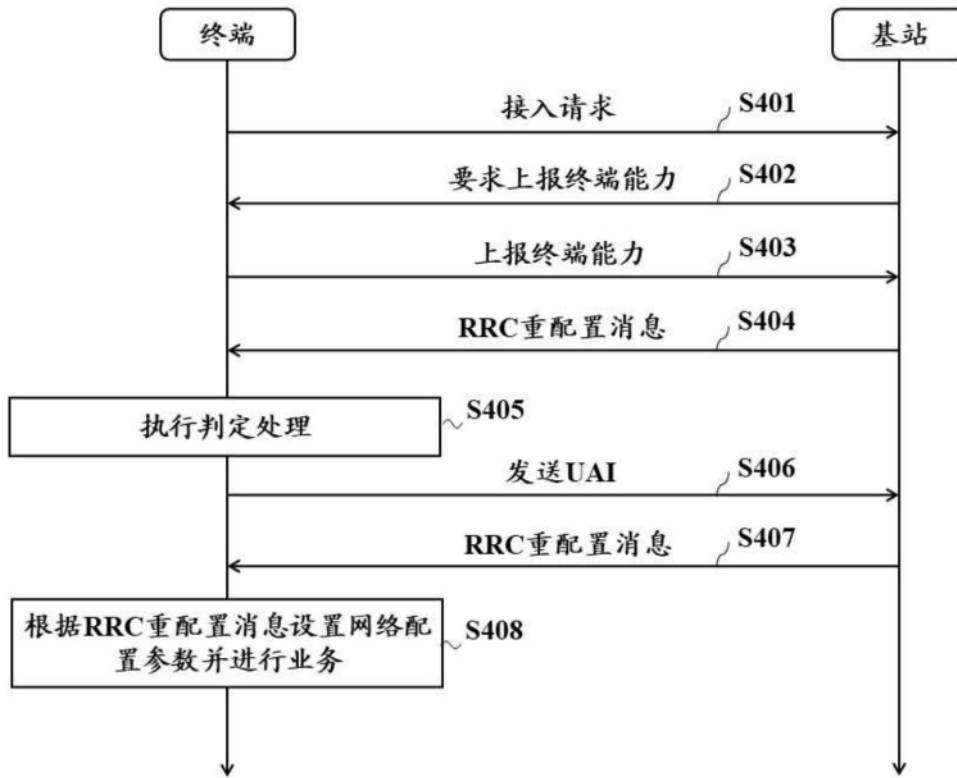 终端
基站
接入请求
S401
要求上报终端能力
S402
上报终端能力
S403
RRC重配置消息
S404
执行判定处理
S405
发送UAI
S406
RRC重配置消息
S407
根据RRC重配置消息设置网络配
置参数并进行业务
S408